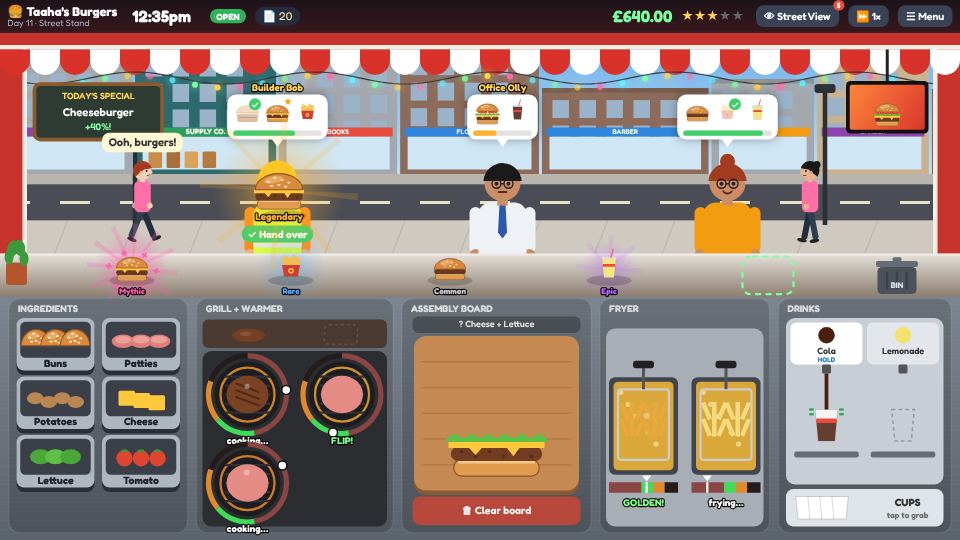 Taaha's Burgers
Day 11 · Street Stand
12:35pm
OPEN
20
£640.00
Street View
5
1x
Menu
TODAY'S SPECIAL
Cheeseburger
+40%!
Ooh, burgers!
Builder Bob
Office Olly
SUPPLY CO.
BOOKS
BARBER
Legendary
✓ Hand over
Mythic
Rare
Common
Epic
BIN
INGREDIENTS
Buns
Patties
Potatoes
Cheese
Lettuce
Tomato
GRILL + WARMER
cooking...
FLIP!
cooking...
ASSEMBLY BOARD
? Cheese + Lettuce
Clear board
FRYER
GOLDEN!
frying...
DRINKS
Cola
HOLD
Lemonade
CUPS
tap to grab